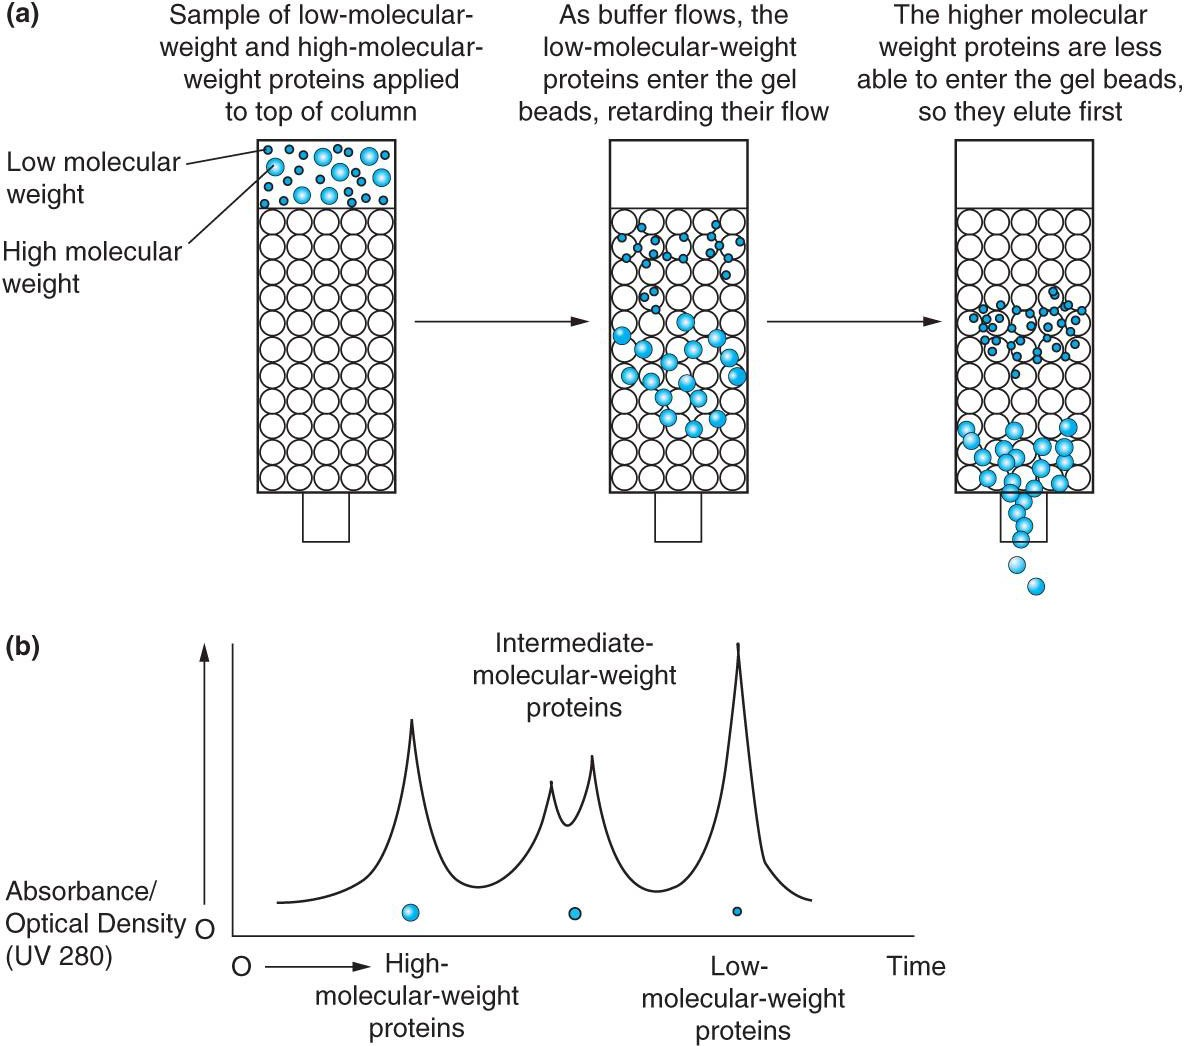 (a)
Sample of low-molecular-
weight and high-molecular-
weight proteins applied
to top of column
As buffer flows, the
low-molecular-weight
proteins enter the gel
beads, retarding their flow
The higher molecular
weight proteins are less
able to enter the gel beads,
so they elute first
Low molecular
weight
High molecular
weight
(b)
Intermediate-
molecular-weight
proteins
Absorbance/
Optical Density
(UV 280)
O
O
High-
molecular-weight
proteins
Low-
molecular-weight
proteins
Time